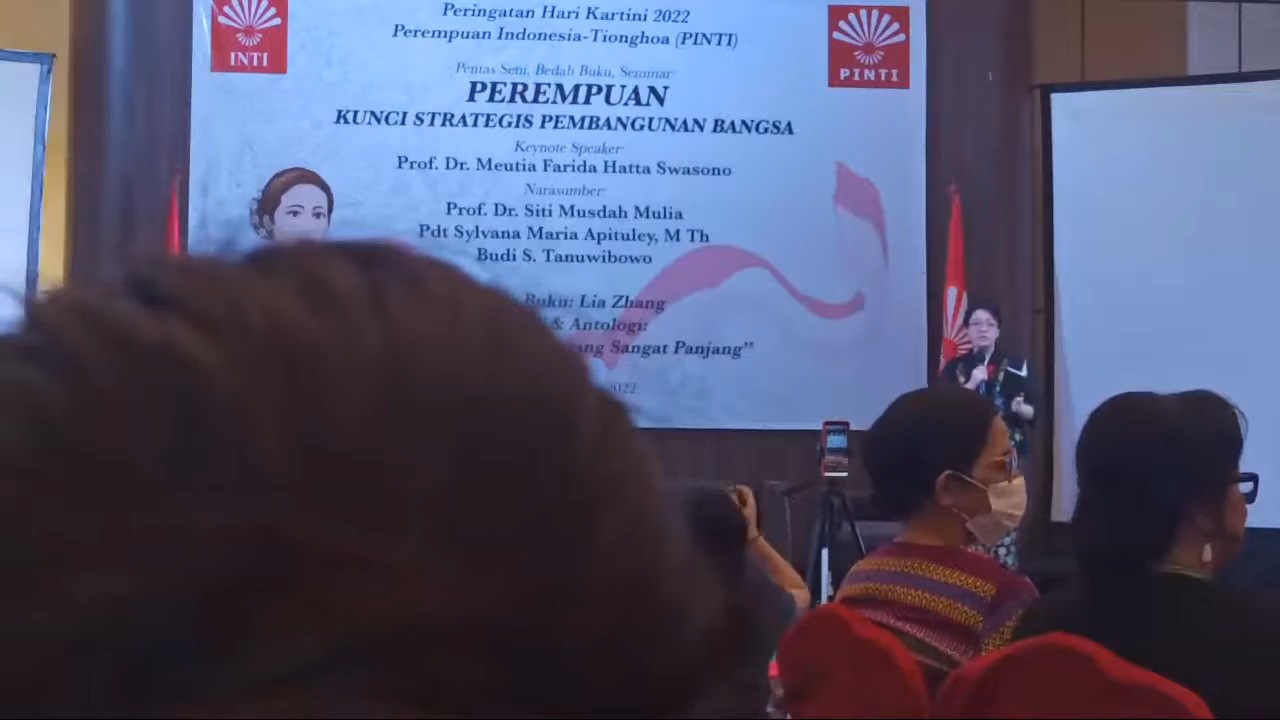 INTI
Peringatan Hari Kartini 2022
Perempuan Indonesia-Tionghoa (PINTI)
PINTI
Pentas Seni, Bedah Buku, Seminar:
PEREMPUAN
KUNCI STRATEGIS PEMBANGUNAN BANGSA
Keynote Speaker:
Prof. Dr. Meutia Farida Hatta Swasono
Narasumber:
Prof. Dr. Siti Musdah Mulia
Pdt Sylvana Maria Apituley, M Th
Budi S. Tanuwibowo
Buku: Lia Zhang
& Antologi:
ang Sangat Panjang”
2022